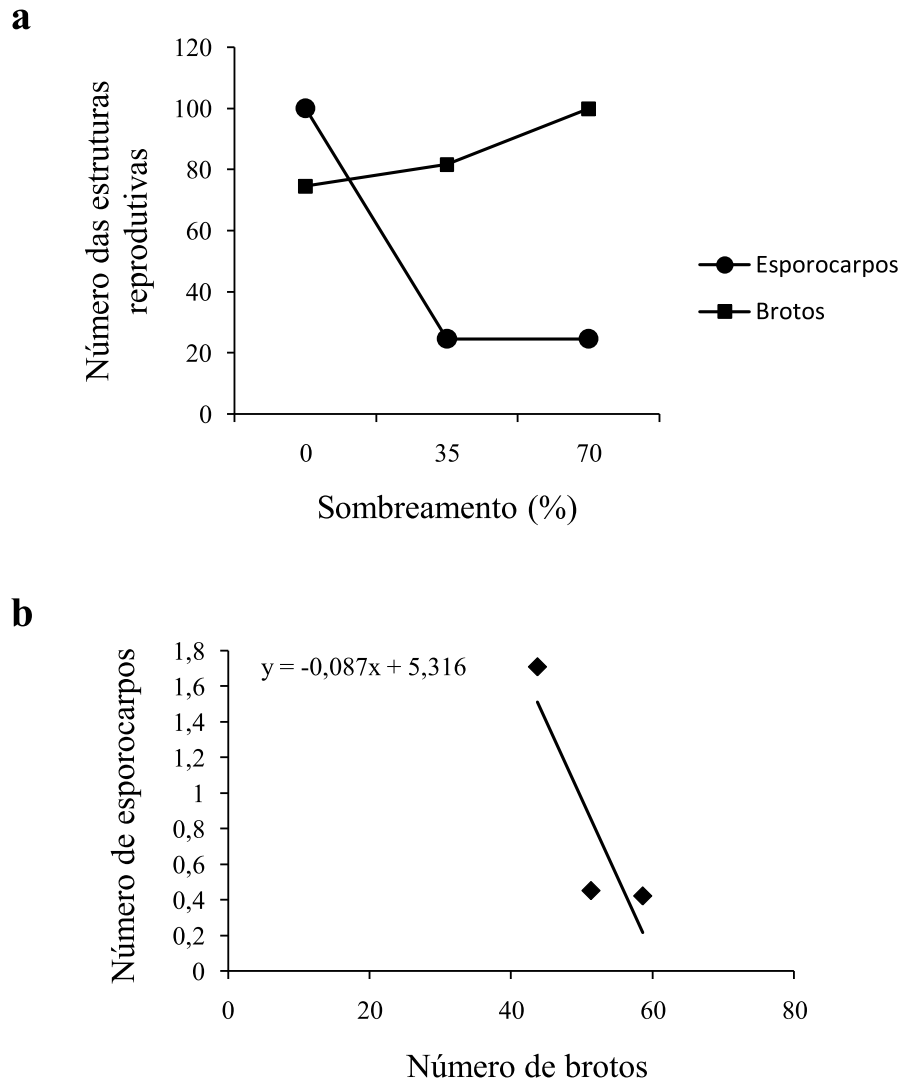 a
120
100
80
60
40
20
0
Número das estruturas
reprodutivas
0 35 70
Sombreamento (%)
Esporocarpos
Brotos
b
1,8
1,6
1,4
1,2
1
0,8
0,6
0,4
0,2
0
Número de esporocarpos
y = -0,087x + 5,316
0 20 40 60 80
Número de brotos